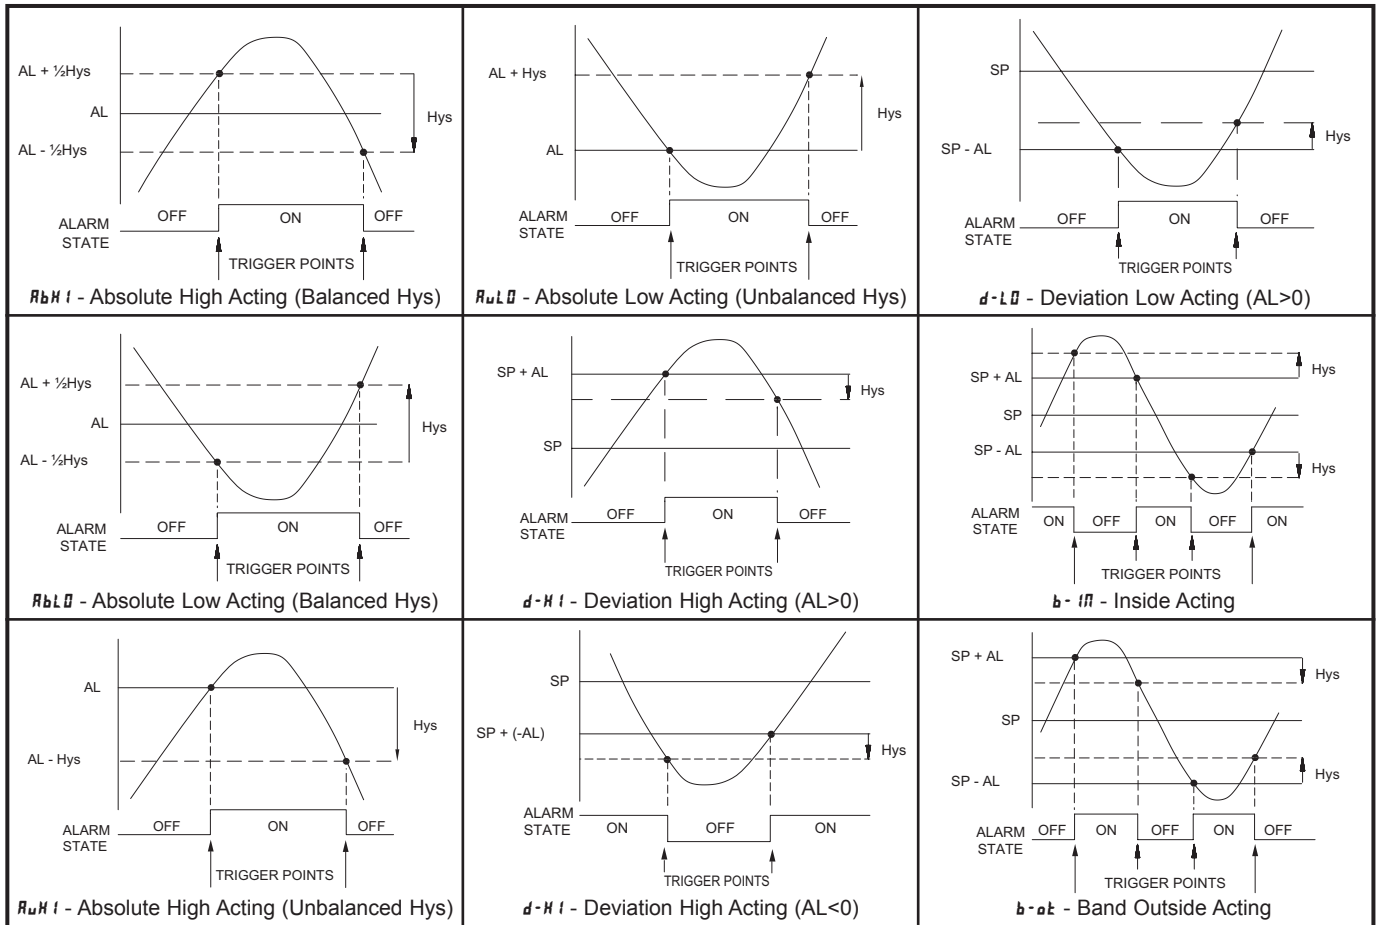 AL + ½Hys
AL
AL - ½Hys
Hys
ALARM
STATE
OFF
ON
OFF
TRIGGER POINTS
AbHI - Absolute High Acting (Balanced Hys)
AL + Hys
AL
Hys
ALARM
STATE
OFF
ON
OFF
TRIGGER POINTS
AuLO - Absolute Low Acting (Unbalanced Hys)
SP
SP - AL
Hys
ALARM
STATE
OFF
ON
OFF
TRIGGER POINTS
d-LO - Deviation Low Acting (AL>0)
AL + ½Hys
AL
AL - ½Hys
Hys
ALARM
STATE
OFF
ON
OFF
TRIGGER POINTS
AbLO - Absolute Low Acting (Balanced Hys)
SP + AL
SP
Hys
ALARM
STATE
OFF
ON
OFF
TRIGGER POINTS
d-HI - Deviation High Acting (AL>0)
SP + AL
SP
SP - AL
Hys
Hys
ALARM
STATE
ON
OFF
ON
OFF
ON
TRIGGER POINTS
b-IN - Inside Acting
AL
AL - Hys
Hys
ALARM
STATE
OFF
ON
OFF
TRIGGER POINTS
AuHI - Absolute High Acting (Unbalanced Hys)
SP
SP + (-AL)
Hys
ALARM
STATE
ON
OFF
ON
TRIGGER POINTS
d-HI - Deviation High Acting (AL<0)
SP + AL
SP
SP - AL
Hys
Hys
ALARM
STATE
OFF
ON
OFF
ON
OFF
TRIGGER POINTS
b-ot - Band Outside Acting